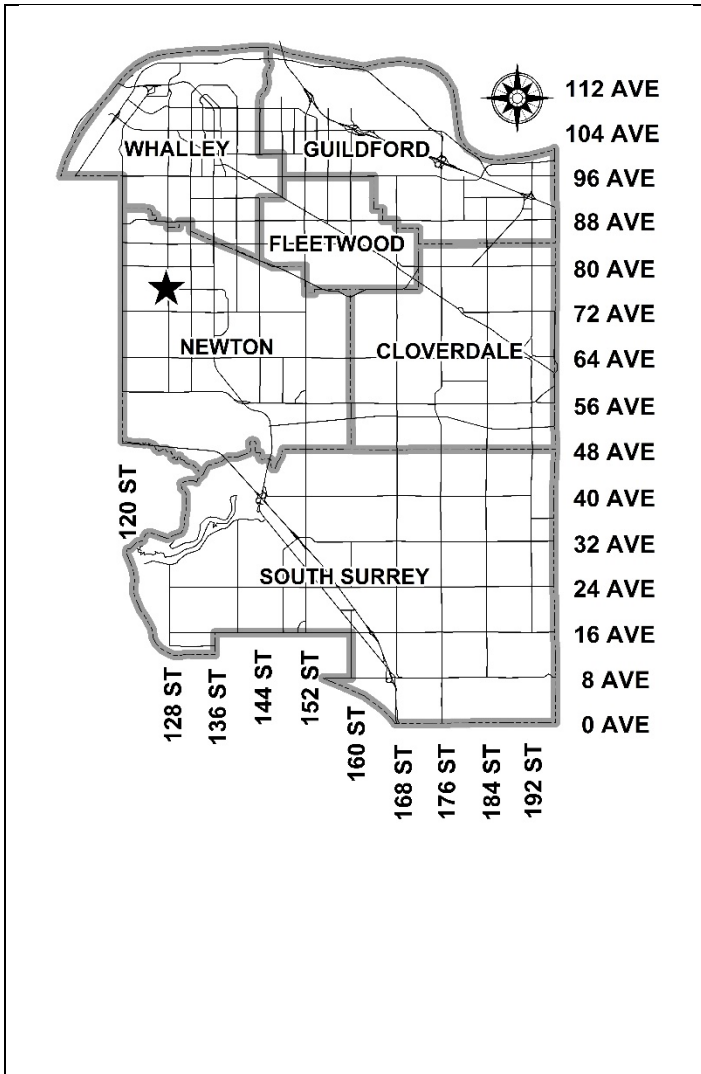 112 AVE
104 AVE
WHALLEY
GUILDFORD
96 AVE
88 AVE
FLEETWOOD
80 AVE
72 AVE
NEWTON
CLOVERDALE
64 AVE
56 AVE
48 AVE
120 ST
40 AVE
32 AVE
SOUTH SURREY
24 AVE
16 AVE
128 ST
136 ST
144 ST
152 ST
160 ST
8 AVE
0 AVE
168 ST
176 ST
184 ST
192 ST